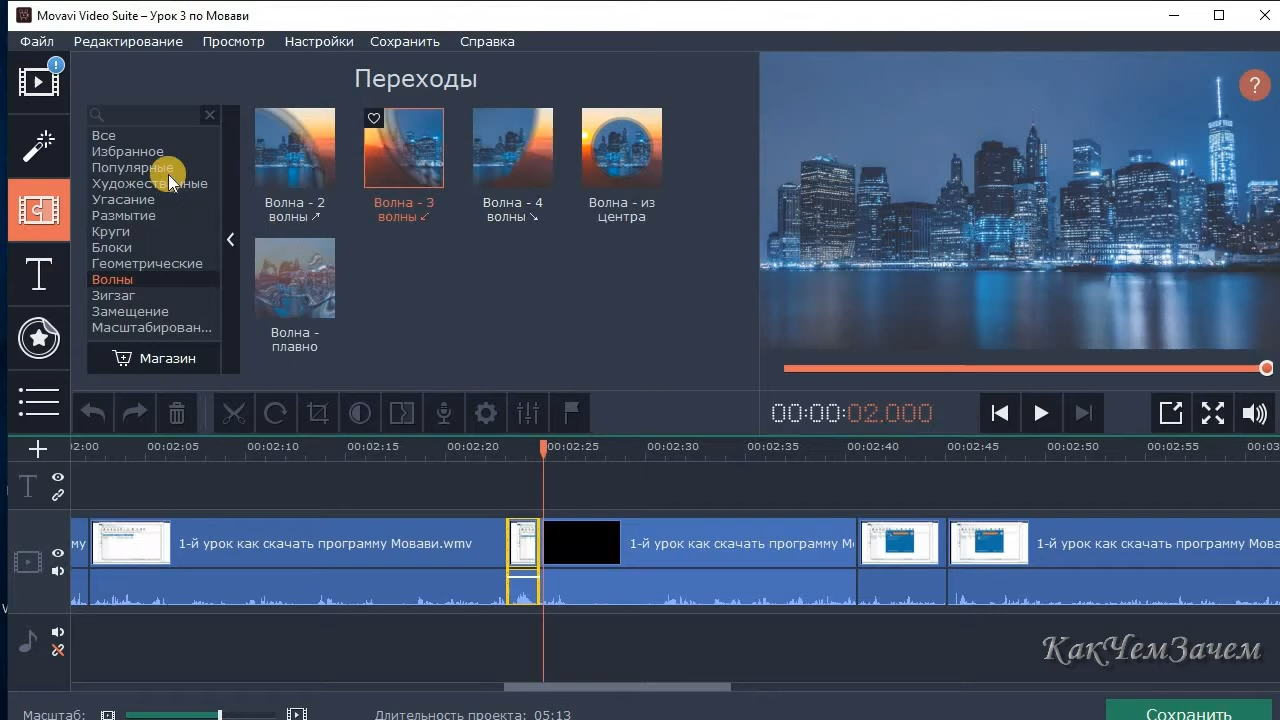 Movavi Video Suite – Урок 3 по Мовави
Файл Редактирование Просмотр Настройки Сохранить Справка
Переходы
Все
Избранное
Популярные
Художественные
Угасание
Размытие
Круги
Блоки
Геометрические
Волны
Зигзаг
Замещение
Масштабирован...
Магазин
Волна - 2
волны ↗
Волна - 3
волны ↙
Волна - 4
волны ↘
Волна - из
центра
Волна -
плавно
?
00:00:02.000
2:00 00:02:05 00:02:10 00:02:15 00:02:20 00:02:25 00:02:30 00:02:35 00:02:40 00:02:45 00:02:50 00:02:55 00:03
му 1-й урок как скачать программу Мовави.wmv 1-й урок как скачать программу М 1-й урок как скачать программу Мова
КакЧемЗачем
Масштаб: Длительность проекта: 05:13 Сохранить